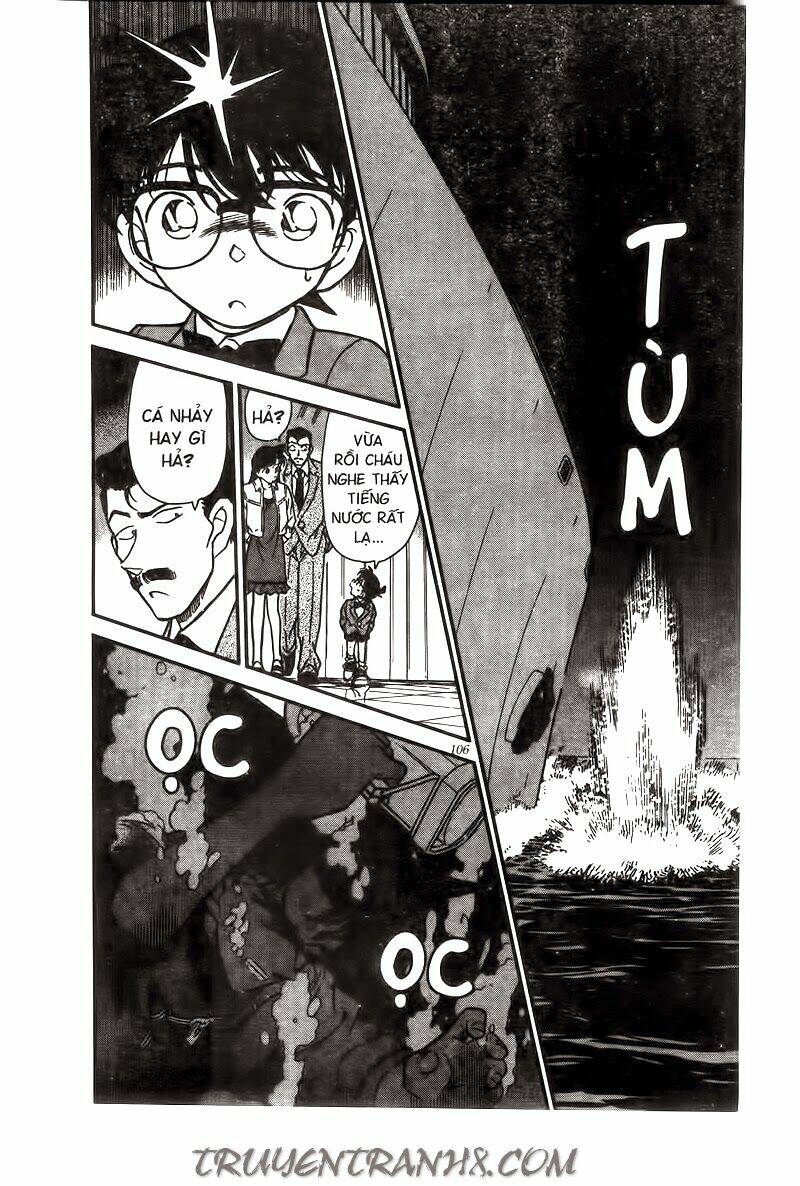 TÙM
HẢ?
VỪA
RỒI CHÁU
NGHE THẤY
TIẾNG
NƯỚC RẤT
LẠ...
CÁ NHẢY
HAY GÌ
HẢ?
106
ỌC
ỌC
TRUYENTRANH8.COM